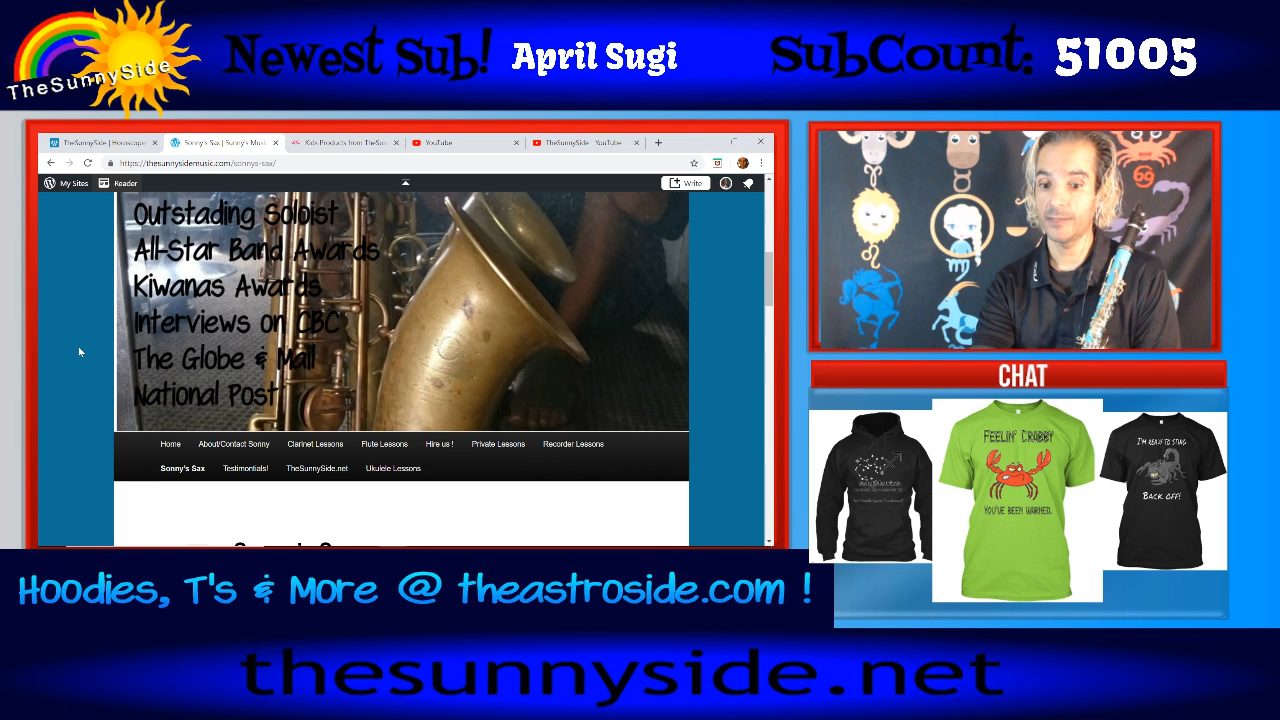 TheSunnySide
Newest Sub! April Sugi
SubCount: 51005
TheSunnySide | Horoscope
Sonny's Sax | Sunny's Music
Kids Products from TheSun
YouTube
TheSunnySide - YouTube
https://thesunnysidemusic.com/sonnys-sax/
My Sites
Reader
Write
Outstading Soloist
All-Star Band Awards
Kiwanas Awards
Interviews on CBC
The Globe & Mail
National Post
Home About/Contact Sonny Clarinet Lessons Flute Lessons Hire us ! Private Lessons Recorder Lessons
Sonny's Sax Testimontials! TheSunnySide.net Ukulele Lessons
CHAT
FEELIN' CRABBY
YOU'VE BEEN WARNED.
I'M READY TO STING
BACK OFF!
Hoodies, T's & More @ theastroside.com !
thesunnyside.net